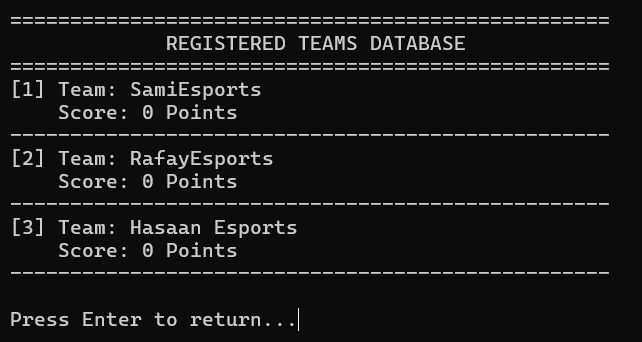 ==================================================
             REGISTERED TEAMS DATABASE
==================================================
[1] Team: SamiEsports
    Score: 0 Points
--------------------------------------------------
[2] Team: RafayEsports
    Score: 0 Points
--------------------------------------------------
[3] Team: Hasaan Esports
    Score: 0 Points
--------------------------------------------------

Press Enter to return...